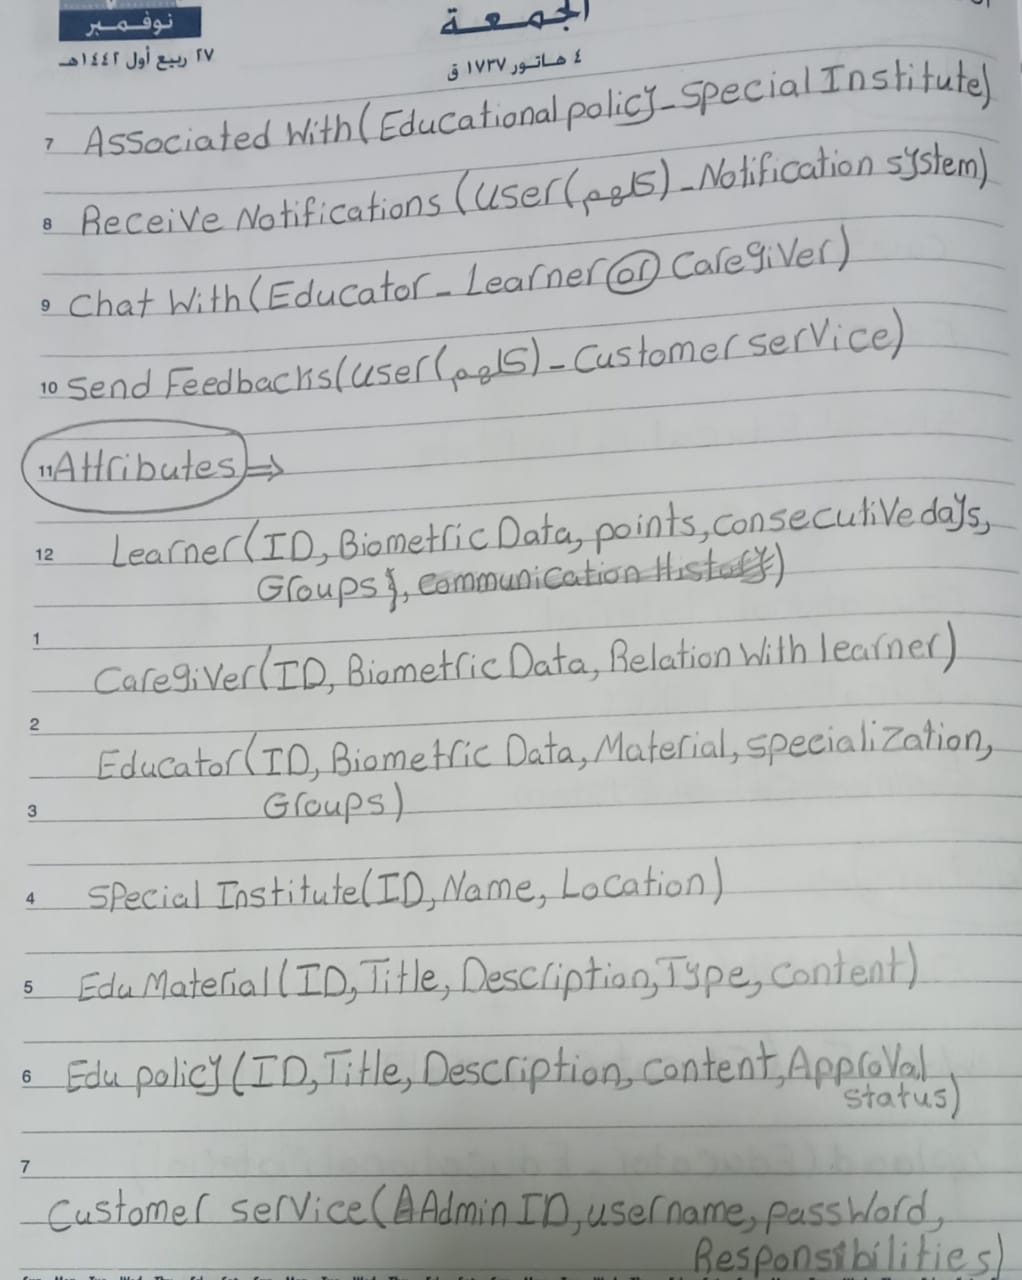 الجمعة
نوفمبر
٢٧ ربيع أول ١٤٤٢هـ
٤ هاتور ١٧٣٧ ق
7 Associated With (Educational policy - Special Institute)
8 Receive Notifications (user (كلهم) - Notification system)
9 Chat With (Educator - Learner or Caregiver)
10 Send Feedbacks (user (كلهم) - Customer service)
11 Attributes ⇒
12 Learner (ID, Biometric Data, points, consecutive days,
Groups}, communication History)
1
Caregiver (ID, Biometric Data, Relation With learner)
2
Educator (ID, Biometric Data, Material, specialization,
3 Groups)
4 Special Institute (ID, Name, Location)
5 Edu Material (ID, Title, Description, Type, content)
6 Edu policy (ID, Title, Description, content, Approval
status)
7
Customer service (Admin ID, username, password,
Responsibilities)